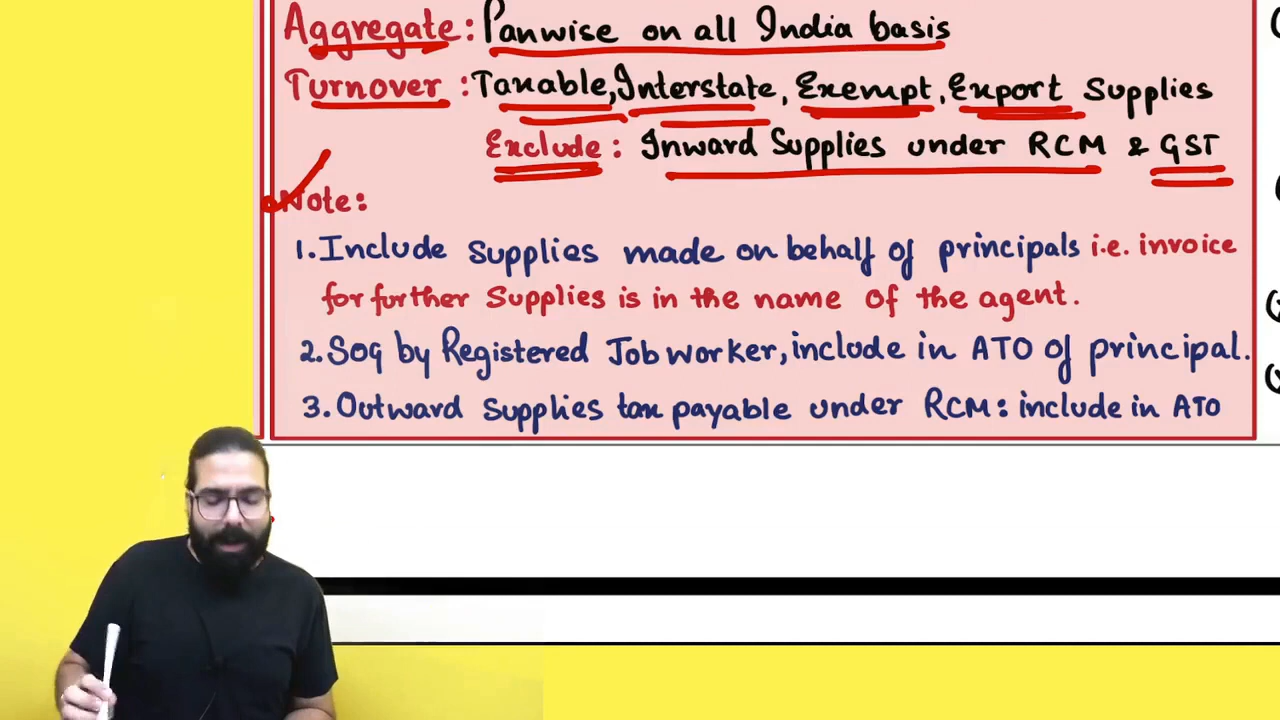 Aggregate: Panwise on all India basis
Turnover: Taxable, Interstate, Exempt, Export Supplies
Exclude: Inward Supplies under RCM & GST
Note:
1. Include Supplies made on behalf of principals i.e. invoice
for further Supplies is in the name of the agent.
2. SOG by Registered Job worker, include in ATO of principal.
3. Outward Supplies tax payable under RCM: include in ATO